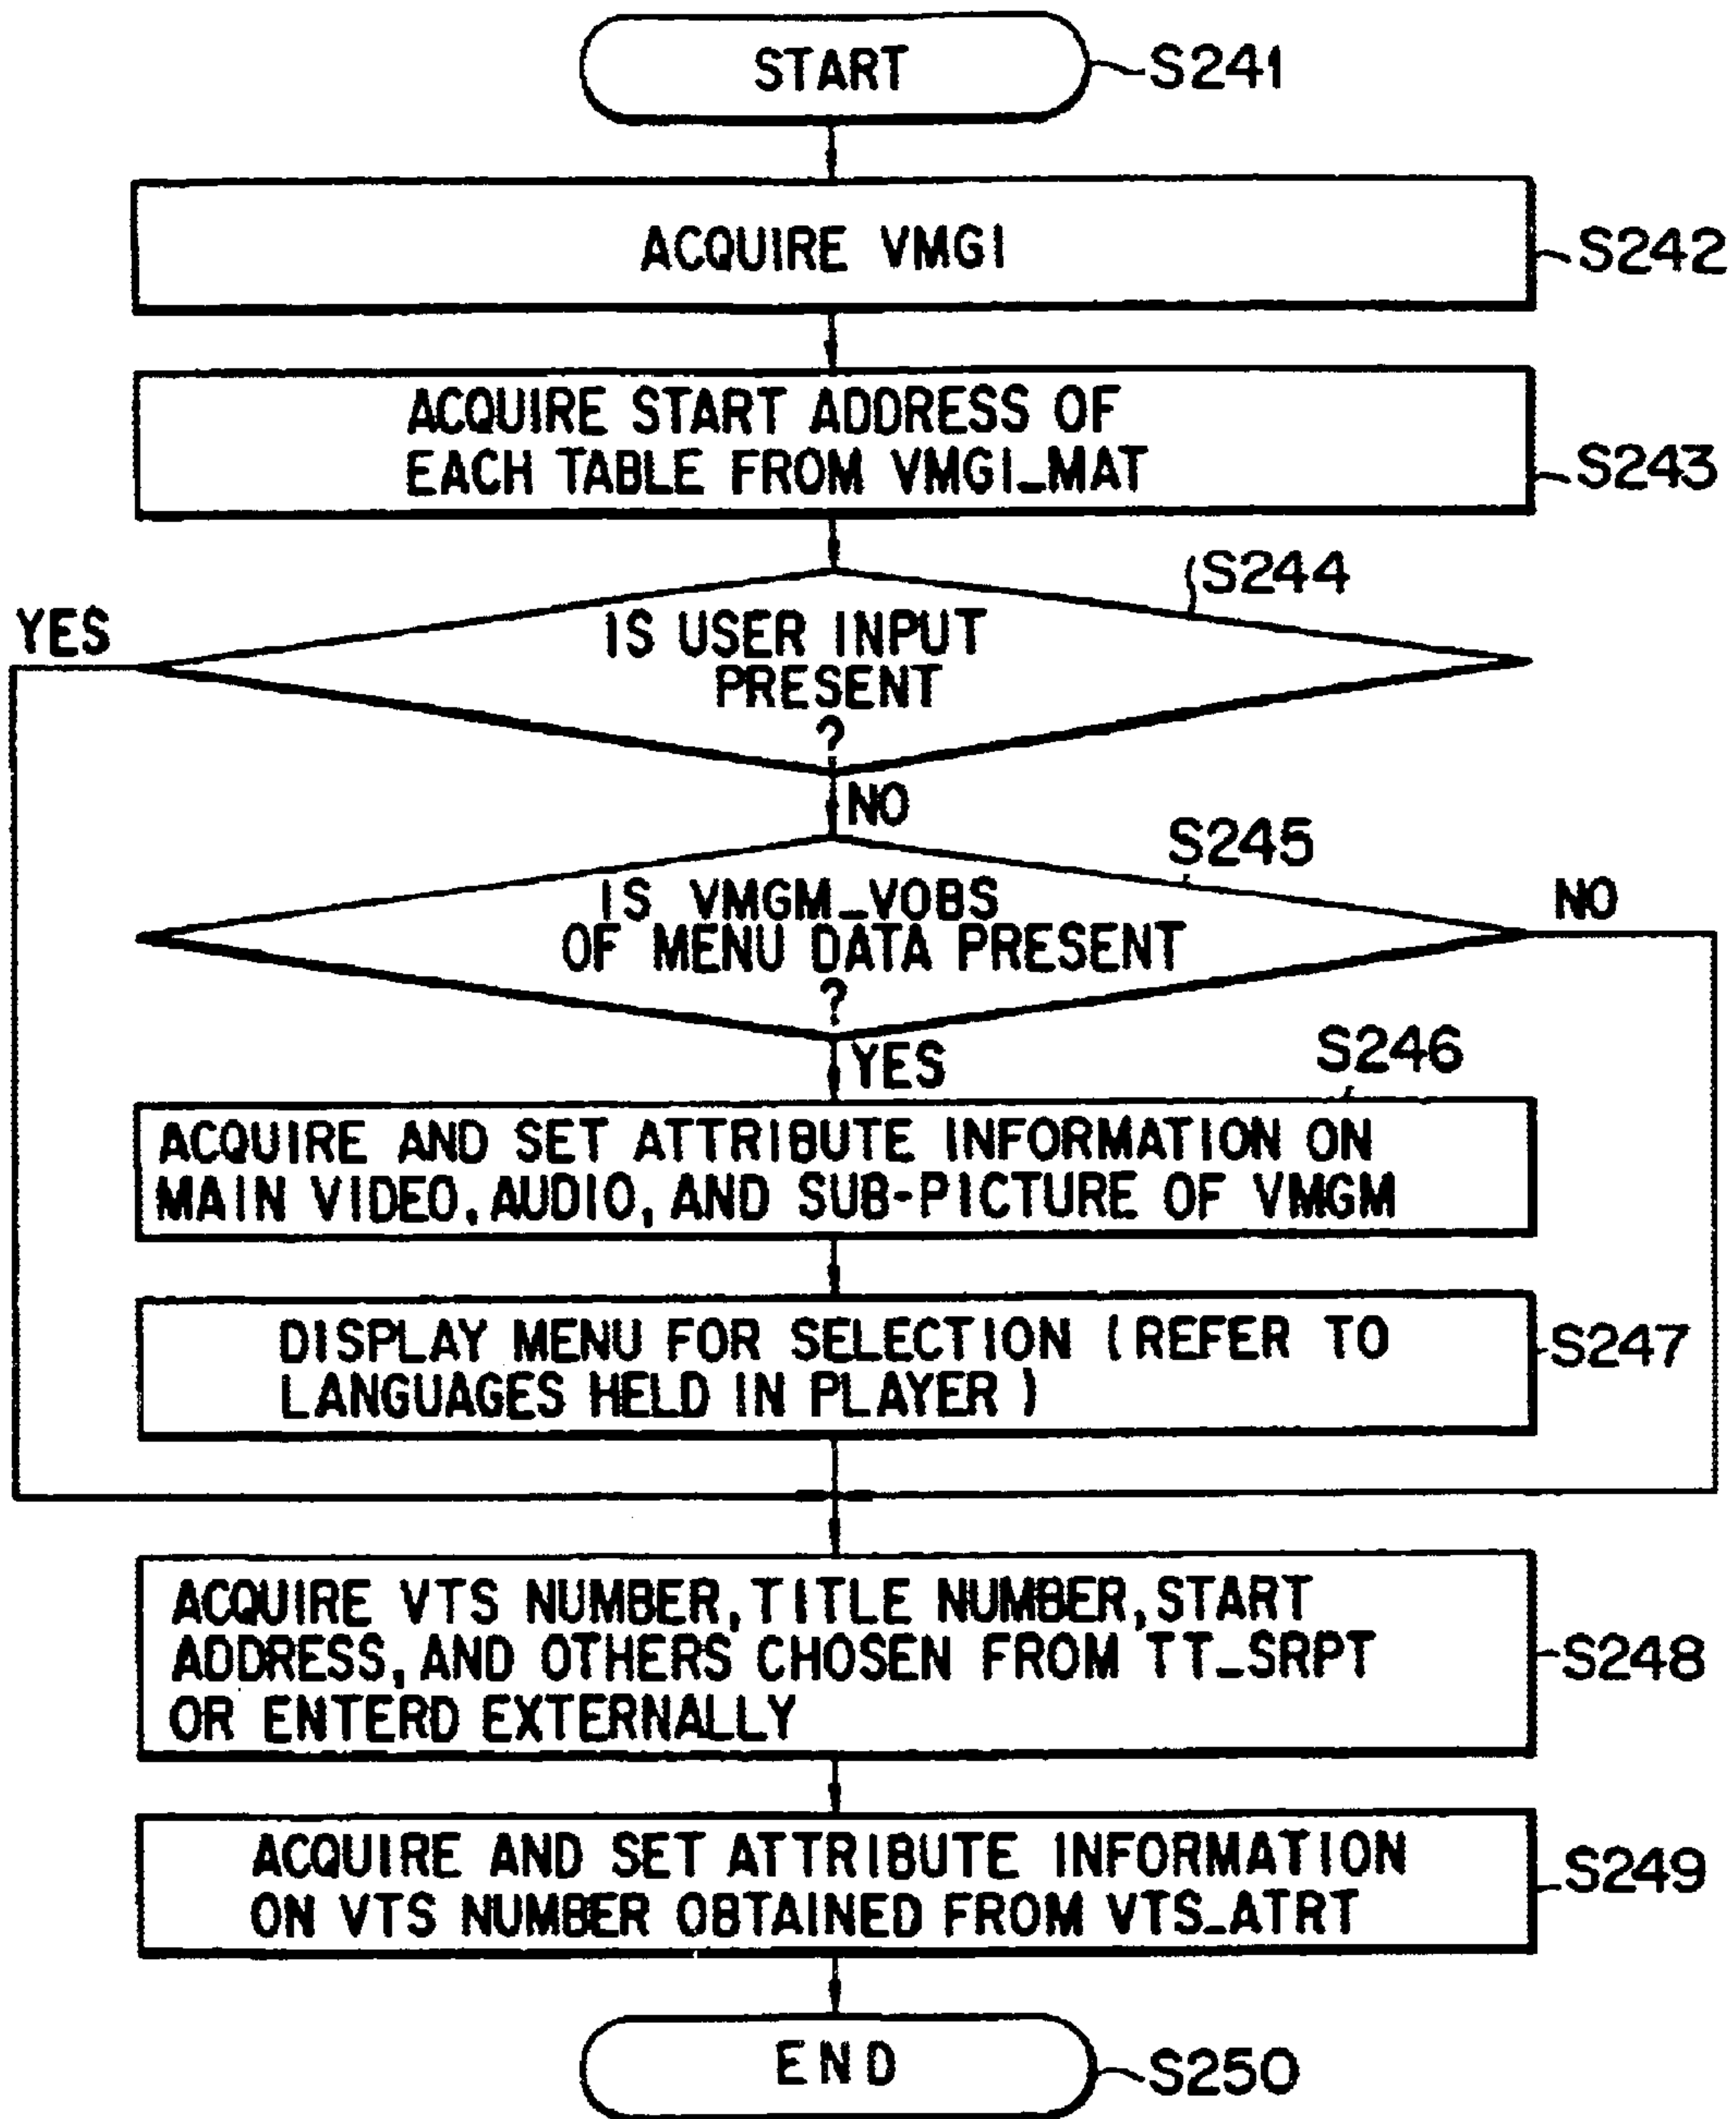 START
S241
ACQUIRE VMGI
S242
ACQUIRE START ADDRESS OF
EACH TABLE FROM VMGI_MAT
S243
S244
YES
IS USER INPUT
PRESENT
?
NO
S245
IS VMGM_VOBS
OF MENU DATA PRESENT
?
NO
YES
S246
ACQUIRE AND SET ATTRIBUTE INFORMATION ON
MAIN VIDEO, AUDIO, AND SUB-PICTURE OF VMGM
DISPLAY MENU FOR SELECTION (REFER TO
LANGUAGES HELD IN PLAYER)
S247
ACQUIRE VTS NUMBER, TITLE NUMBER, START
ADDRESS, AND OTHERS CHOSEN FROM TT_SRPT
OR ENTERD EXTERNALLY
S248
ACQUIRE AND SET ATTRIBUTE INFORMATION
ON VTS NUMBER OBTAINED FROM VTS_ATRT
S249
END
S250